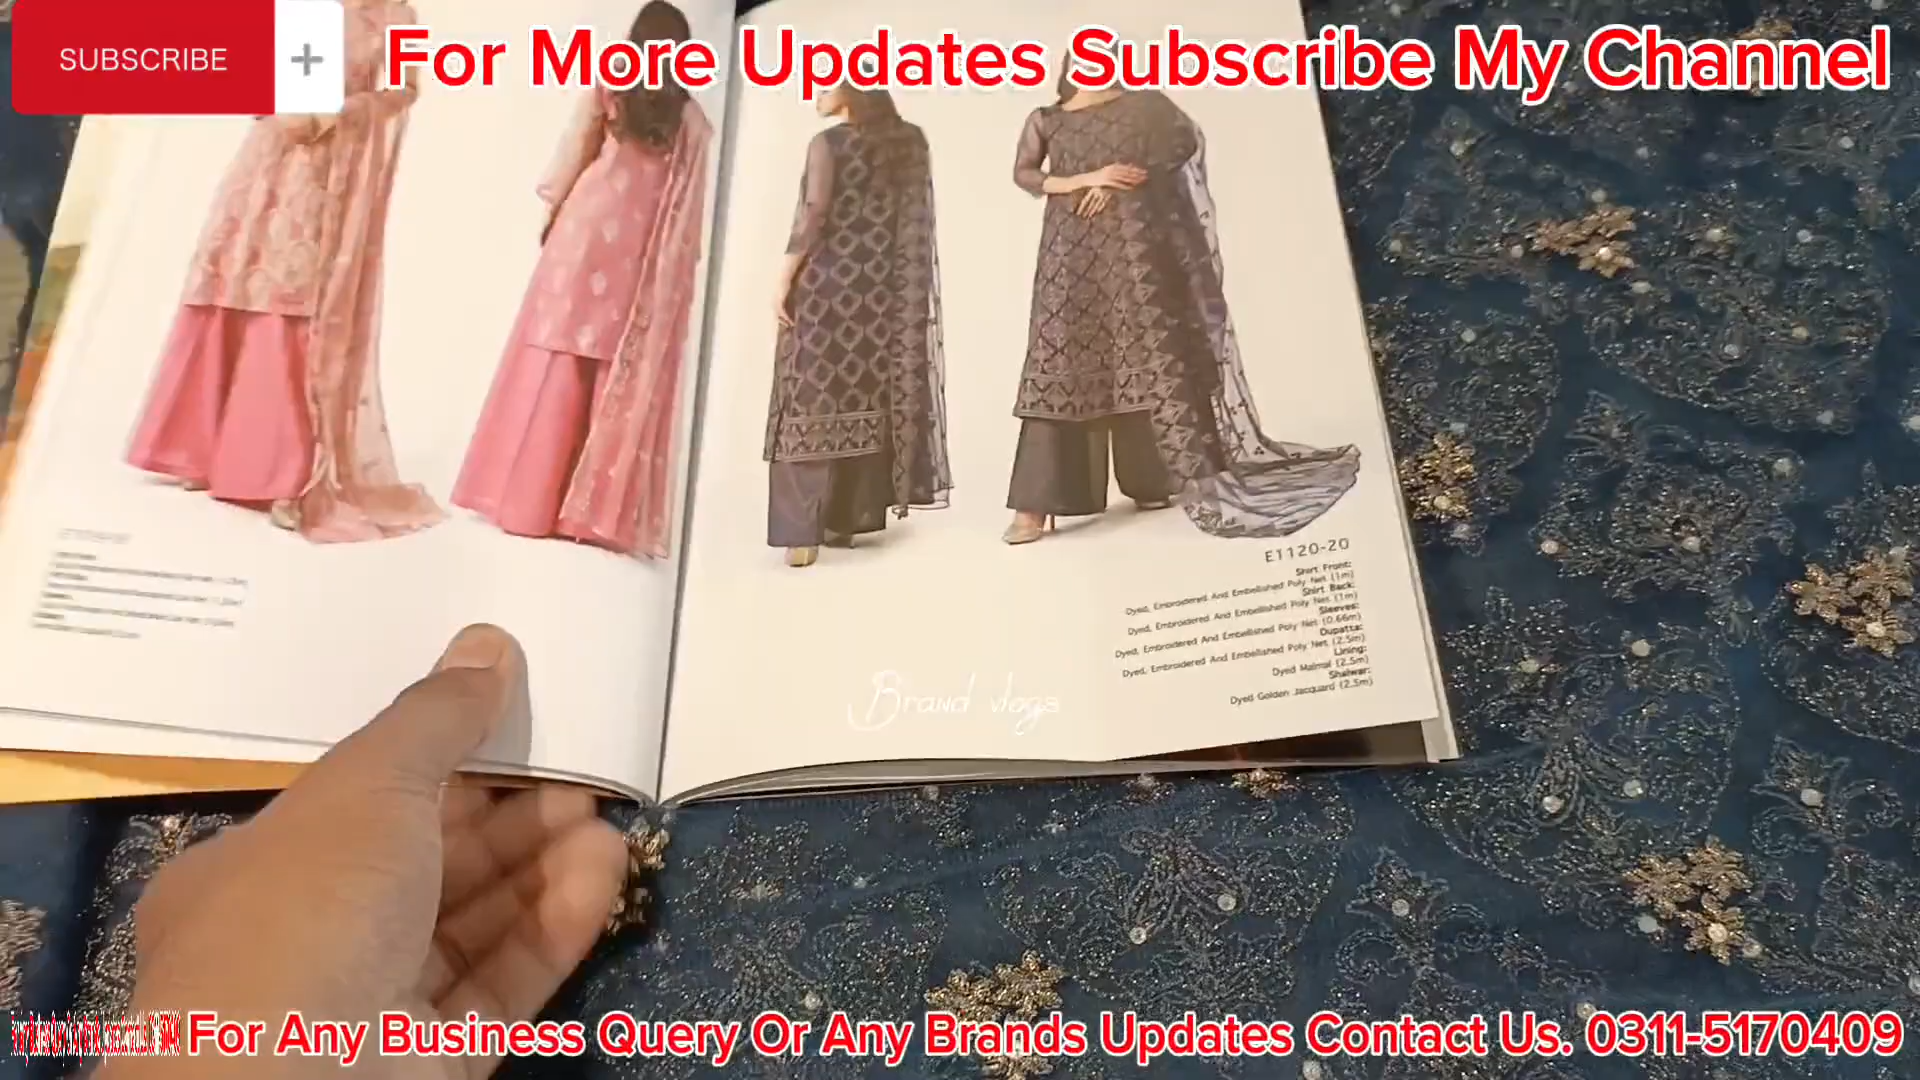 SUBSCRIBE +
For More Updates Subscribe My Channel
E1120-20
Shirt Front:
Dyed, Embroidered And Embellished Poly Net (1m)
Shirt Back:
Dyed, Embroidered And Embellished Poly Net (1m)
Sleeves:
Dyed, Embroidered And Embellished Poly Net (0.66m)
Dupatta:
Dyed, Embroidered And Embellished Poly Net (2.5m)
Lining:
Dyed Malmal (2.5m)
Shalwar:
Dyed Golden Jacquard (2.5m)
Brand vlogs
For Any Business Query Or Any Brands Updates Contact Us. 0311-5170409